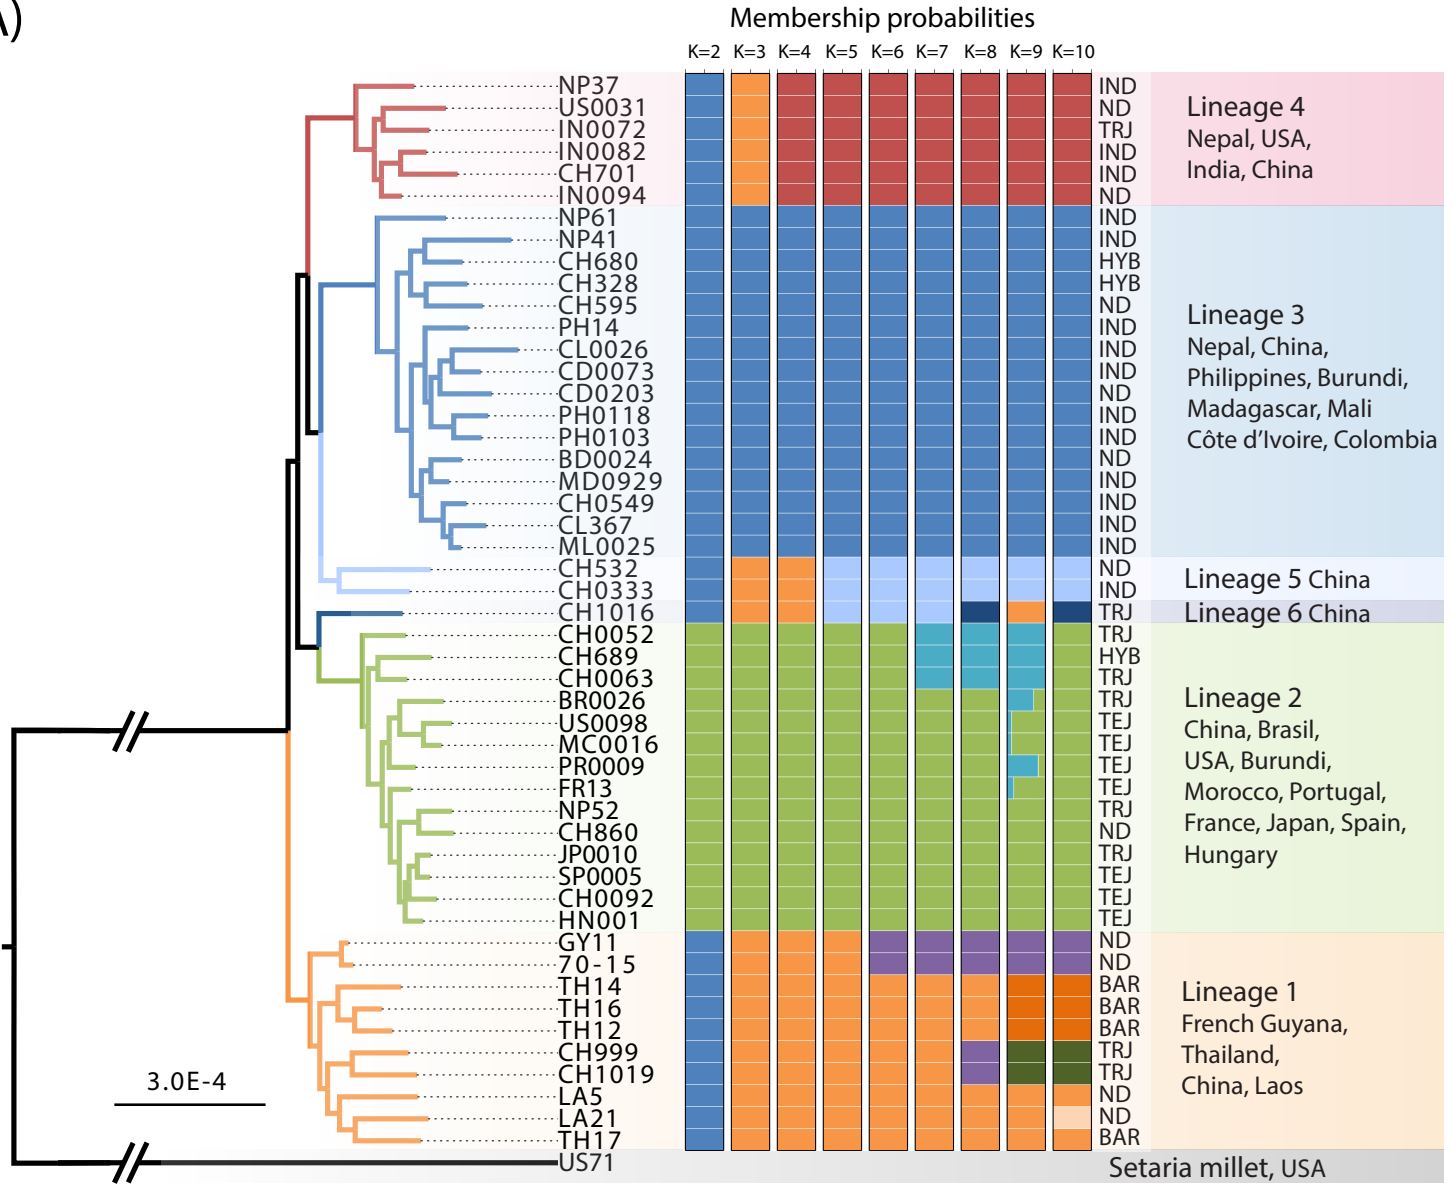 A)
Membership probabilities
K=2 K=3 K=4 K=5 K=6 K=7 K=8 K=9 K=10
NP37 IND
US0031 ND
IN0072 TRJ
IN0082 IND
CH701 IND
IN0094 ND
Lineage 4
Nepal, USA,
India, China
NP61 IND
NP41 IND
CH680 HYB
CH328 HYB
CH595 ND
PH14 IND
CL0026 IND
CD0073 IND
CD0203 ND
PH0118 IND
PH0103 IND
BD0024 ND
MD0929 IND
CH0549 IND
CL367 IND
ML0025 IND
Lineage 3
Nepal, China,
Philippines, Burundi,
Madagascar, Mali
Côte d’Ivoire, Colombia
CH532 ND
CH0333 IND
Lineage 5 China
CH1016 TRJ
Lineage 6 China
CH0052 TRJ
CH689 HYB
CH0063 TRJ
BR0026 TRJ
US0098 TEJ
MC0016 TEJ
PR0009 TEJ
FR13 TEJ
NP52 TRJ
CH860 ND
JP0010 TRJ
SP0005 TEJ
CH0092 TEJ
HN001 TEJ
Lineage 2
China, Brasil,
USA, Burundi,
Morocco, Portugal,
France, Japan, Spain,
Hungary
GY11 ND
70-15 ND
TH14 BAR
TH16 BAR
TH12 BAR
CH999 TRJ
CH1019 TRJ
LA5 ND
LA21 ND
TH17 BAR
Lineage 1
French Guyana,
Thailand,
China, Laos
3.0E-4
US71
Setaria millet, USA